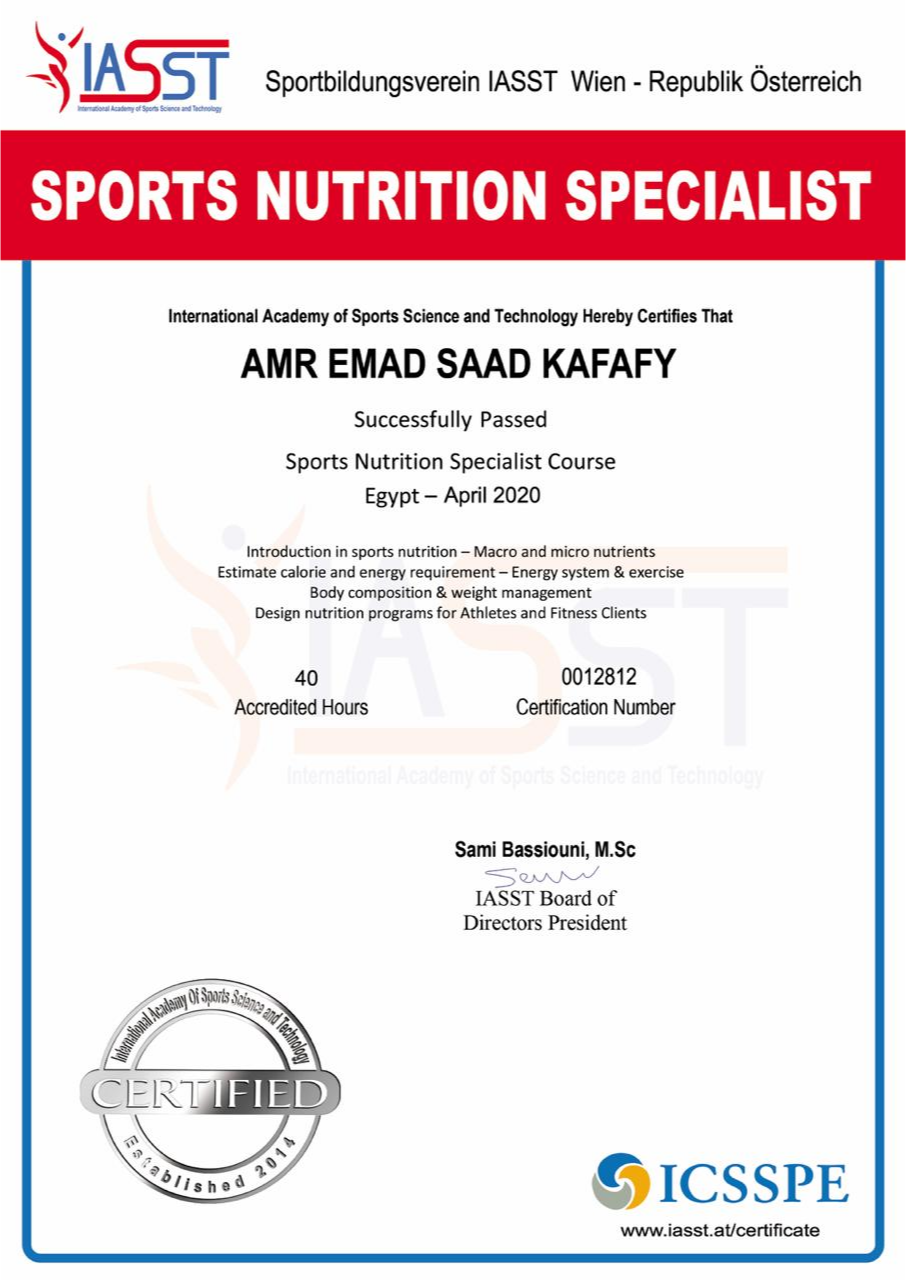 IASST
International Academy of Sports Science and Technology
Sportbildungsverein IASST Wien - Republik Österreich
SPORTS NUTRITION SPECIALIST
International Academy of Sports Science and Technology Hereby Certifies That
AMR EMAD SAAD KAFAFY
Successfully Passed
Sports Nutrition Specialist Course
Egypt – April 2020
Introduction in sports nutrition – Macro and micro nutrients
Estimate calorie and energy requirement – Energy system & exercise
Body composition & weight management
Design nutrition programs for Athletes and Fitness Clients
IASST
40
0012812
Accredited Hours
Certification Number
International Academy of Sports Science and Technology
Sami Bassiouni, M.Sc
IASST Board of
Directors President
International Academy Of Sports Science and Technology
CERTIFIED
Established 2014
ICSSPE
www.iasst.at/certificate